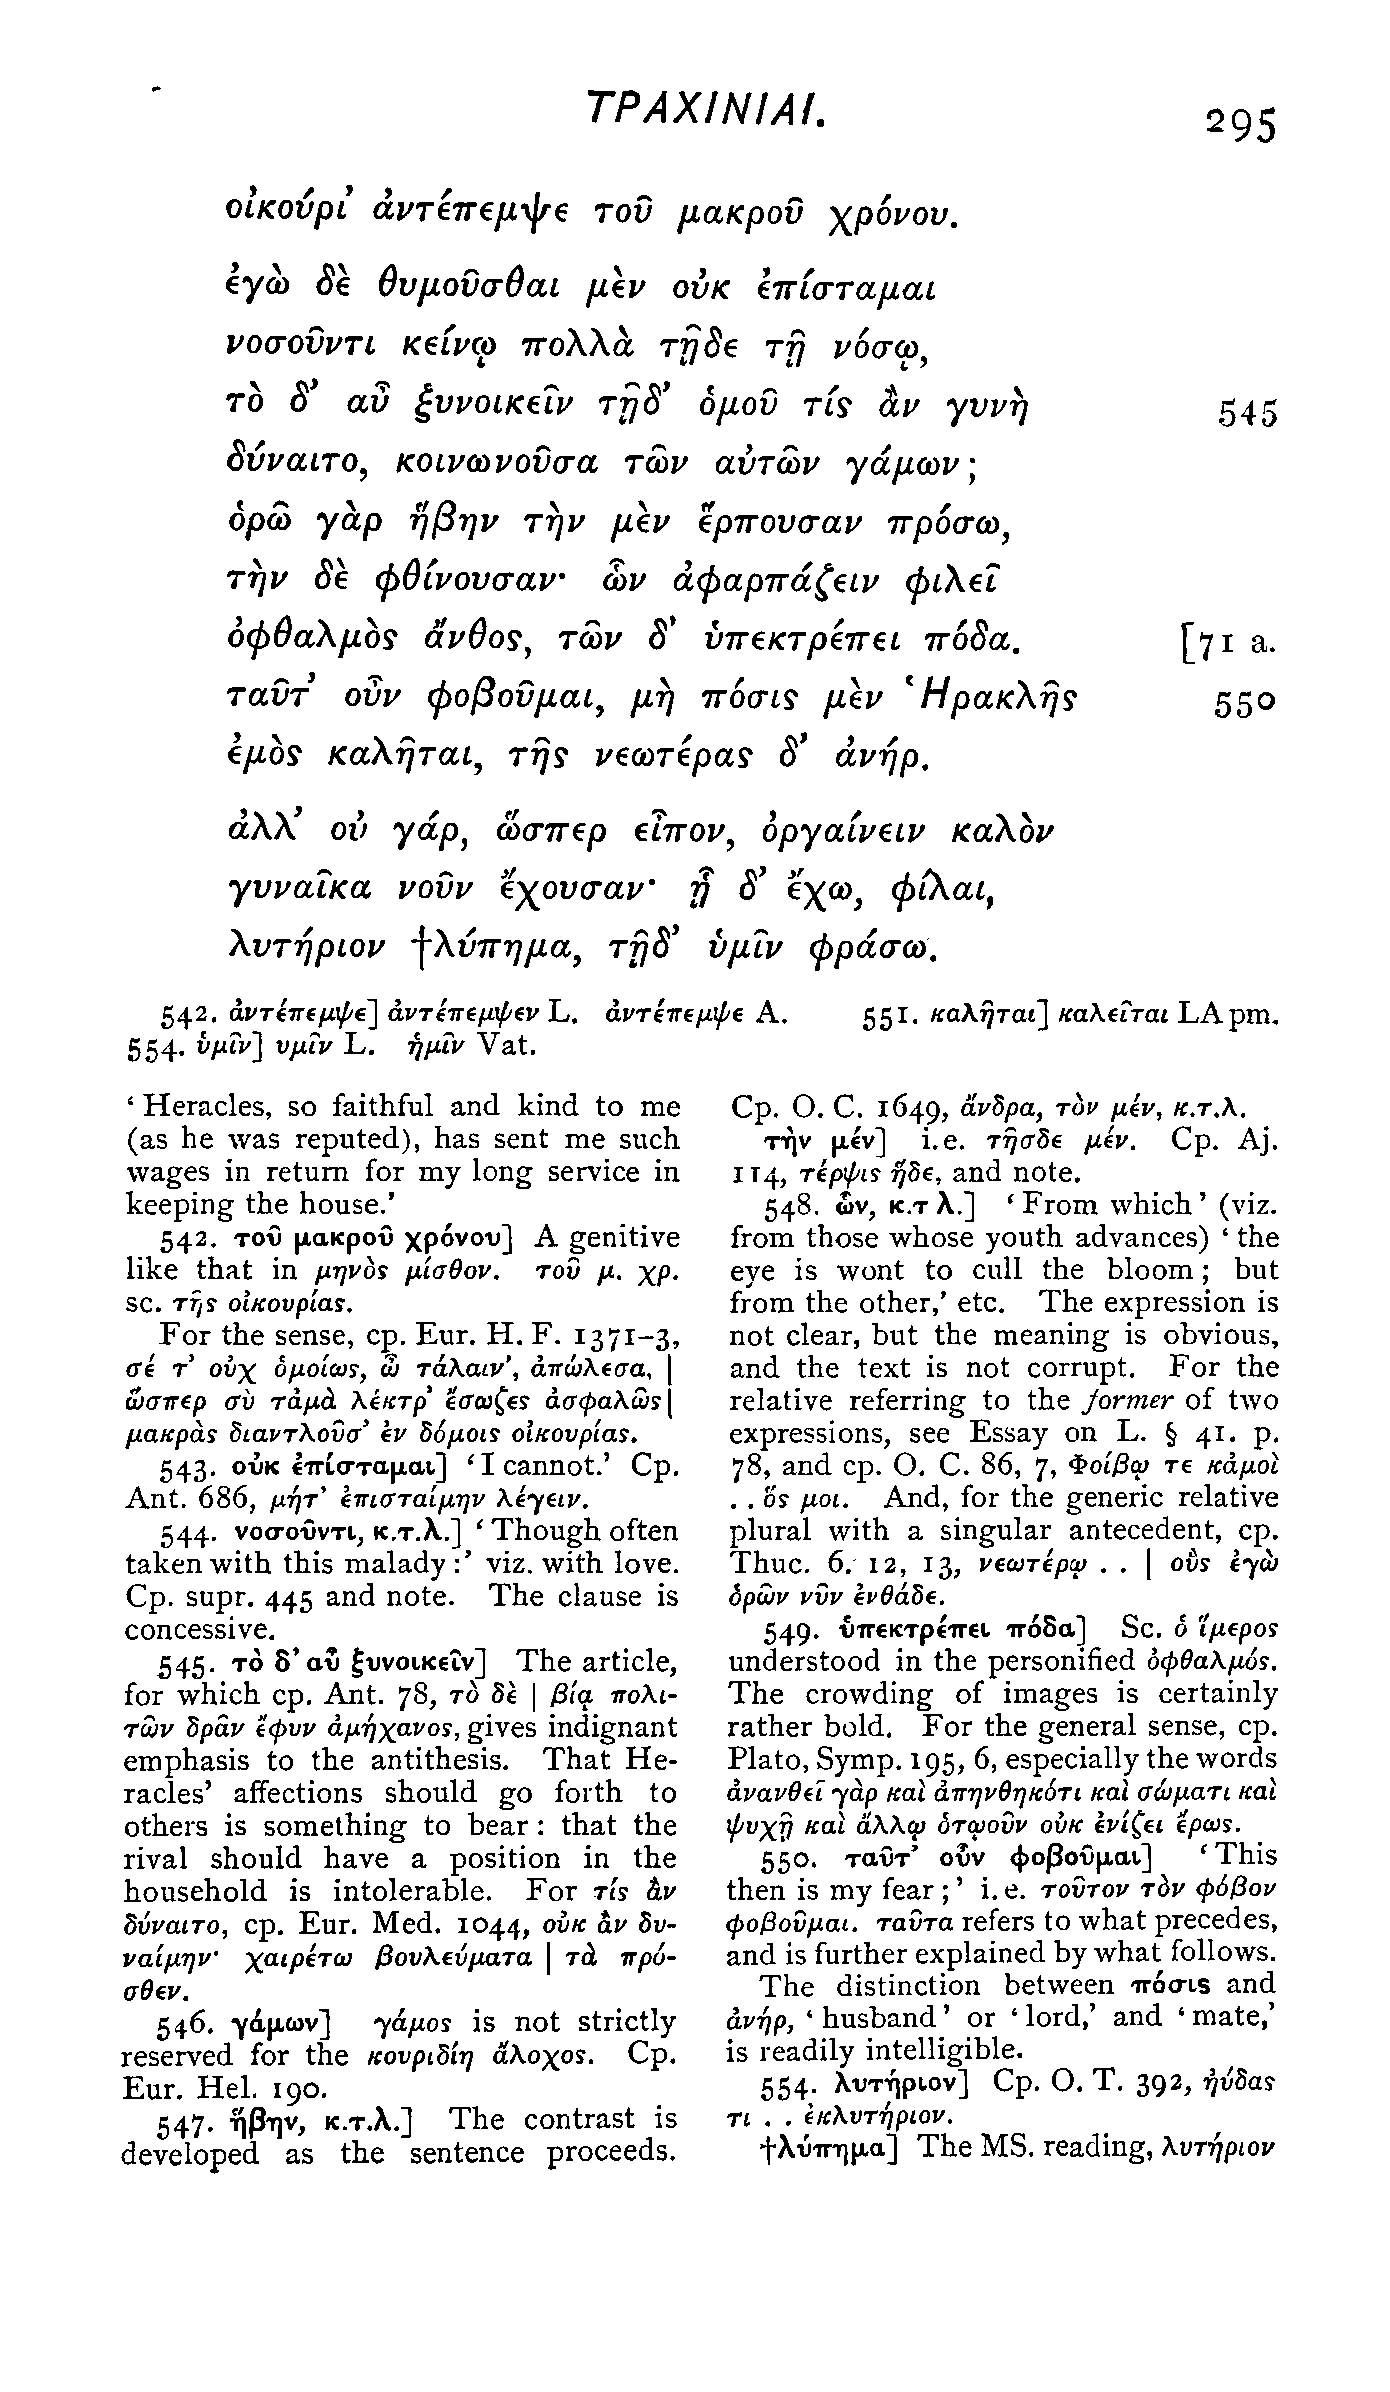 ΤΡΑΧΙΝΙΑΙ.
295
οἰκούρι’ ἀντέπεμψε τοῦ μακροῦ χρόνου.
ἐγὼ δὲ θυμοῦσθαι μὲν οὐκ ἐπίσταμαι
νοσοῦντι κείνῳ πολλὰ τῇδε τῇ νόσῳ,
τὸ δ’ αὖ ξυνοικεῖν τῇδ’ ὁμοῦ τίς ἂν γυνὴ 545
δύναιτο, κοινωνοῦσα τῶν αὐτῶν γάμων;
ὁρῶ γὰρ ἥβην τὴν μὲν ἕρπουσαν πρόσω,
τὴν δὲ φθίνουσαν· ὧν ἀφαρπάζειν φιλεῖ
ὀφθαλμὸς ἄνθος, τῶν δ’ ὑπεκτρέπει πόδα. [71 a.
ταῦτ’ οὖν φοβοῦμαι, μὴ πόσις μὲν Ἡρακλῆς 550
ἐμὸς καλῆται, τῆς νεωτέρας δ’ ἀνήρ.
ἀλλ’ οὐ γάρ, ὥσπερ εἶπον, ὀργαίνειν καλὸν
γυναῖκα νοῦν ἔχουσαν· ᾗ δ’ ἔχω, φίλαι,
λυτήριον †λύπημα, τῇδ’ ὑμῖν φράσω.
542. ἀντέπεμψε] ἀντέπεμψεν L. ἀντέπεμψε A. 551. καλῆται] καλεῖται LA pm.
554. ὑμῖν] υμῖν L. ἡμῖν Vat.
‘Heracles, so faithful and kind to me
(as he was reputed), has sent me such
wages in return for my long service in
keeping the house.’
542. τοῦ μακροῦ χρόνου] A genitive
like that in μηνὸς μίσθον. τοῦ μ. χρ.
sc. τῆς οἰκουρίας.
For the sense, cp. Eur. H. F. 1371–3,
σέ τ’ οὐχ ὁμοίως, ὦ τάλαιν’, ἀπώλεσα, |
ὥσπερ σὺ τἀμὰ λέκτρ’ ἔσωζες ἀσφαλῶς |
μακρὰς διαντλοῦσ’ ἐν δόμοις οἰκουρίας.
543. οὐκ ἐπίσταμαι] ‘I cannot.’ Cp.
Ant. 686, μήτ’ ἐπισταίμην λέγειν.
544. νοσοῦντι, κ.τ.λ.] ‘Though often
taken with this malady:’ viz. with love.
Cp. supr. 445 and note. The clause is
concessive.
545. τὸ δ’ αὖ ξυνοικεῖν] The article,
for which cp. Ant. 78, τὸ δὲ | βίᾳ πολι-
τῶν δρᾶν ἔφυν ἀμήχανος, gives indignant
emphasis to the antithesis. That He-
racles’ affections should go forth to
others is something to bear: that the
rival should have a position in the
household is intolerable. For τίς ἂν
δύναιτο, cp. Eur. Med. 1044, οὐκ ἂν δυ-
ναίμην· χαιρέτω βουλεύματα | τὰ πρό-
σθεν.
546. γάμων] γάμος is not strictly
reserved for the κουριδίη ἄλοχος. Cp.
Eur. Hel. 190.
547. ἥβην, κ.τ.λ.] The contrast is
developed as the sentence proceeds.
Cp. O. C. 1649, ἄνδρα, τὸν μέν, κ.τ.λ.
τὴν μέν] i.e. τῆσδε μέν. Cp. Aj.
114, τέρψις ἥδε, and note.
548. ὧν, κ.τ λ.] ‘From which’ (viz.
from those whose youth advances) ‘the
eye is wont to cull the bloom; but
from the other,’ etc. The expression is
not clear, but the meaning is obvious,
and the text is not corrupt. For the
relative referring to the former of two
expressions, see Essay on L. § 41. p.
78, and cp. O. C. 86, 7, Φοίβῳ τε κἀμοὶ
. . ὅς μοι. And, for the generic relative
plural with a singular antecedent, cp.
Thuc. 6. 12, 13, νεωτέρῳ . . | οὓς ἐγὼ
ὁρῶν νῦν ἐνθάδε.
549. ὑπεκτρέπει πόδα] Sc. ὁ ἵμερος
understood in the personified ὀφθαλμός.
The crowding of images is certainly
rather bold. For the general sense, cp.
Plato, Symp. 195, 6, especially the words
ἀνανθεῖ γὰρ καὶ ἀπηνθηκότι καὶ σώματι καὶ
ψυχῇ καὶ ἄλλῳ ὁτῳοῦν οὐκ ἐνίζει ἔρως.
550. ταῦτ’ οὖν φοβοῦμαι] ‘This
then is my fear;’ i. e. τοῦτον τὸν φόβον
φοβοῦμαι. ταῦτα refers to what precedes,
and is further explained by what follows.
The distinction between πόσις and
ἀνήρ, ‘husband’ or ‘lord,’ and ‘mate,’
is readily intelligible.
554. λυτήριον] Cp. O. T. 392, ηὔδας
τι . . ἐκλυτήριον.
†λύπημα] The MS. reading, λυτήριον